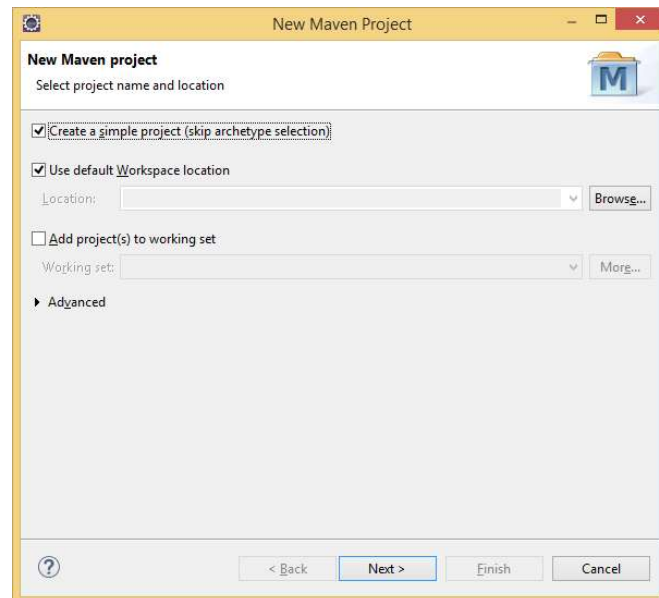 New Maven Project
New Maven project
Select project name and location
M
Create a simple project (skip archetype selection)
Use default Workspace location
Location:
Browse...
Add project(s) to working set
Working set:
More...
Advanced
?
< Back
Next >
Finish
Cancel